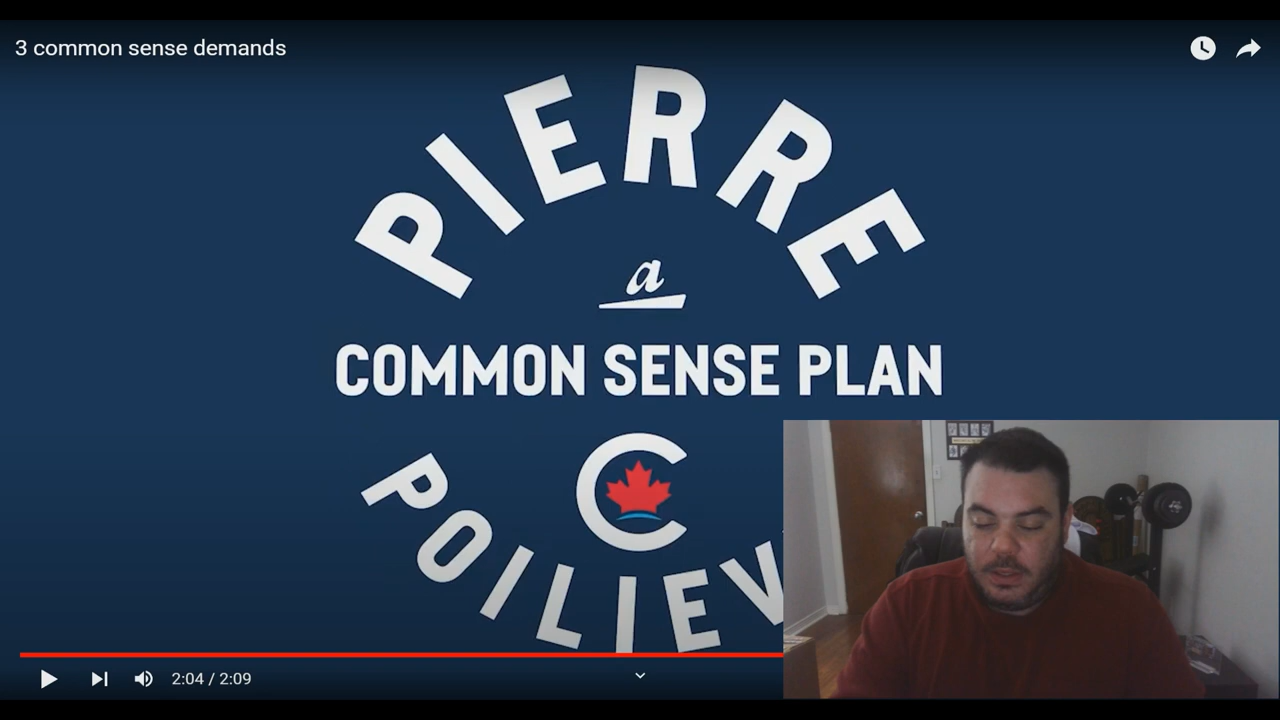 3 common sense demands
PIERRE
a
COMMON SENSE PLAN
C
POILIEV
2:04 / 2:09